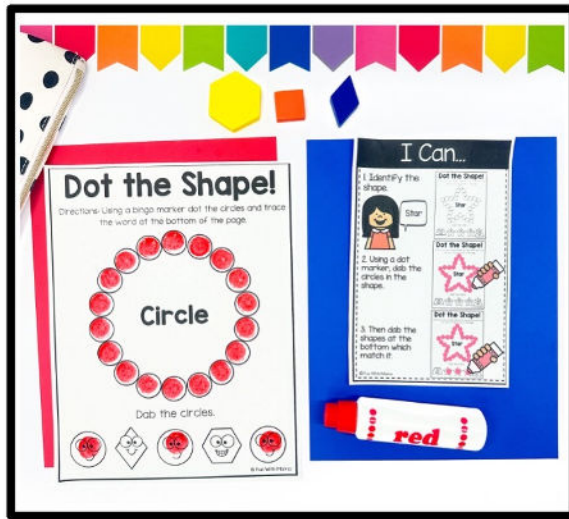 Dot the Shape!
Directions: Using a bingo marker dot the circles and trace
the word at the bottom of the page.
Circle
Dab the circles.
I Can...
1. Identify the
shape.
Star
Dot the Shape!
Star
2. Using a dot
marker, dab the
circles in the
shape.
Dot the Shape!
Star
3. Then dab the
shapes at the
bottom which
match it.
Dot the Shape!
Star
red